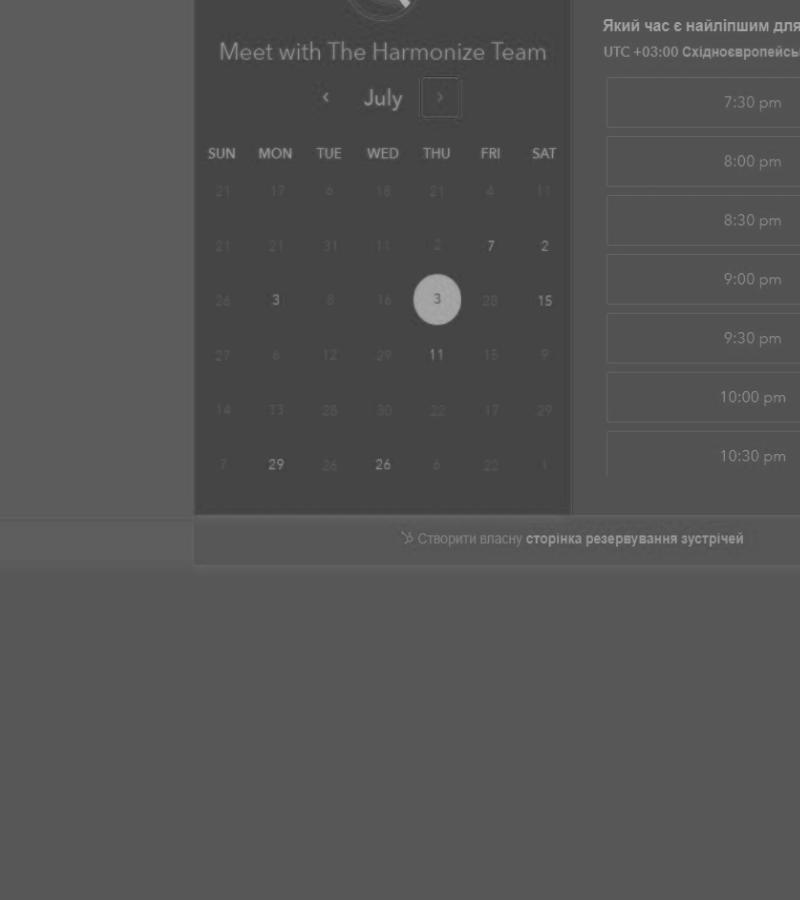 Meet with The Harmonize Team
‹ July ›
SUN MON TUE WED THU FRI SAT
21 17 6 18 21 4 11
21 21 31 11 2 7 2
26 3 8 16 3 28 15
27 6 12 29 11 15 9
14 13 28 30 22 17 29
7 29 26 26 6 22 1
Який час є найліпшим для
UTC +03:00 Східноєвропейсь
7:30 pm
8:00 pm
8:30 pm
9:00 pm
9:30 pm
10:00 pm
10:30 pm
Створити власну сторінка резервування зустрічей